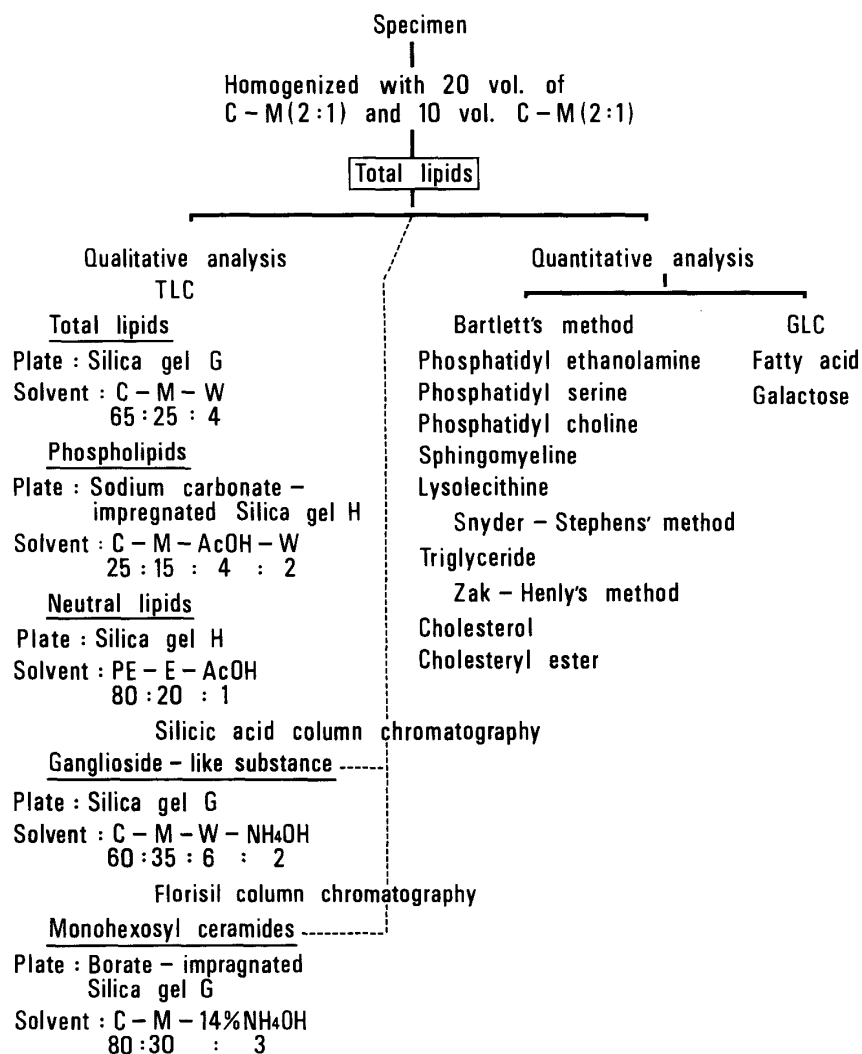 Specimen
Homogenized with 20 vol. of
C – M (2 : 1) and 10 vol. C – M (2 : 1)
Total lipids
Qualitative analysis
TLC
Total lipids
Plate : Silica gel G
Solvent : C – M – W
65 : 25 : 4
Phospholipids
Plate : Sodium carbonate –
impregnated Silica gel H
Solvent : C – M – AcOH – W
25 : 15 : 4 : 2
Neutral lipids
Plate : Silica gel H
Solvent : PE – E – AcOH
80 : 20 : 1
Silicic acid column chromatography
Ganglioside – like substance
Plate : Silica gel G
Solvent : C – M – W – NH4OH
60 : 35 : 6 : 2
Florisil column chromatography
Monohexosyl ceramides
Plate : Borate – impragnated
Silica gel G
Solvent : C – M – 14% NH4OH
80 : 30 : 3
Quantitative analysis
Bartlett's method
Phosphatidyl ethanolamine
Phosphatidyl serine
Phosphatidyl choline
Sphingomyeline
Lysolecithine
Snyder – Stephens' method
Triglyceride
Zak – Henly's method
Cholesterol
Cholesteryl ester
GLC
Fatty acid
Galactose